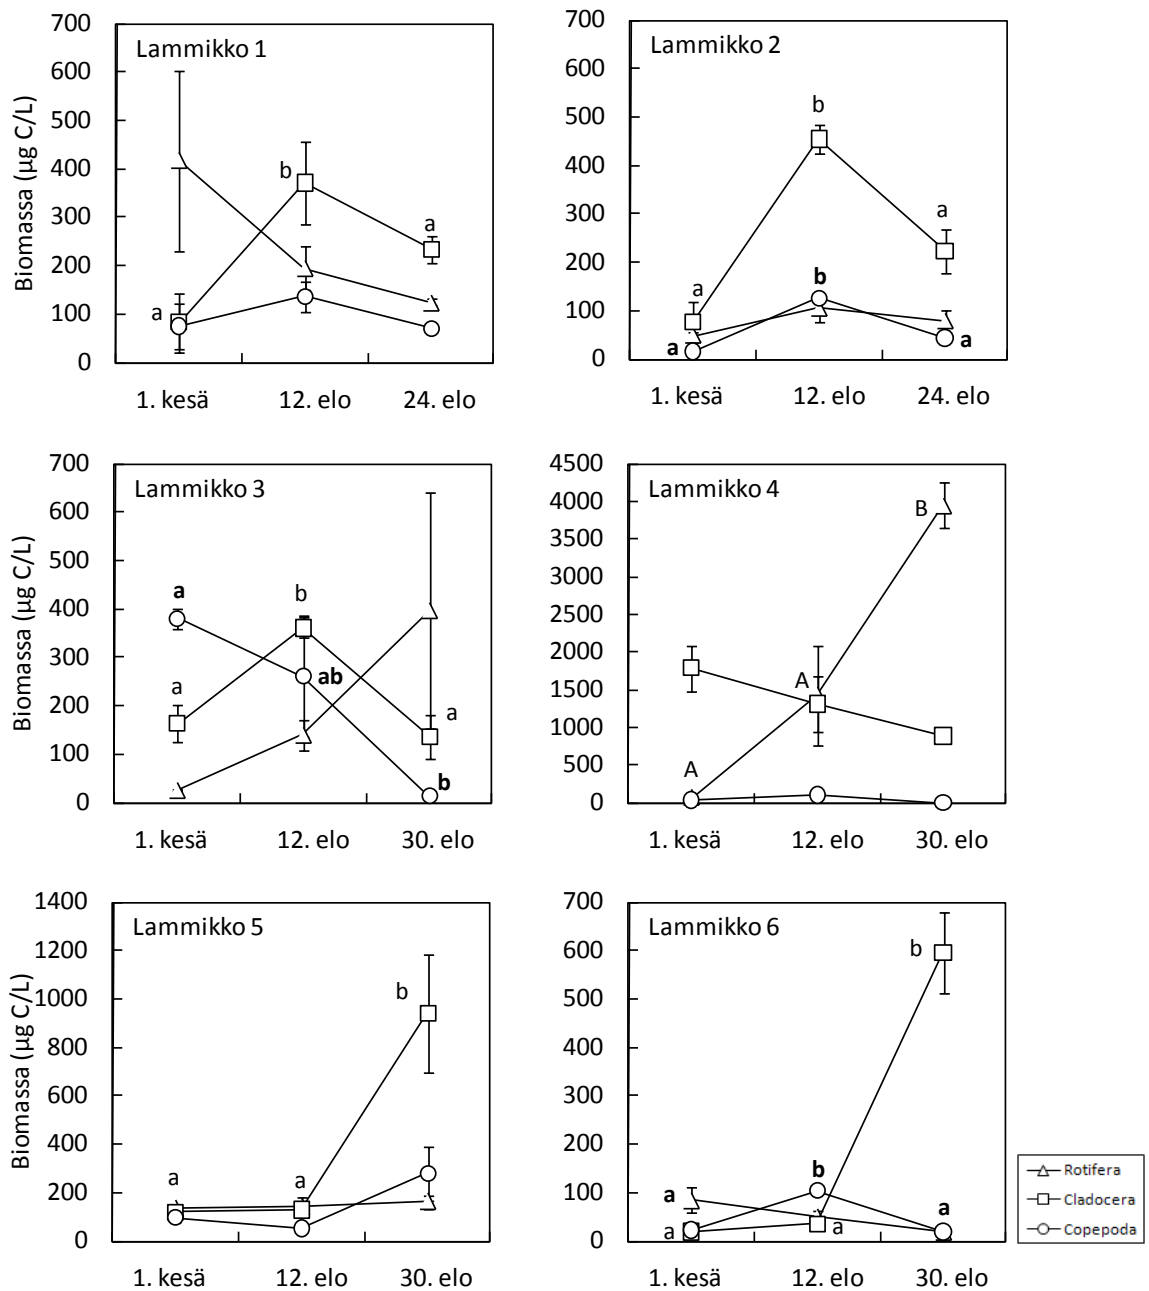 Lammikko 1
Biomassa (µg C/L)
700
600
500
400
300
200
100
0
a
b
a
1. kesä
12. elo
24. elo
Lammikko 2
700
600
500
400
300
200
100
0
a
b
a
a
b
a
1. kesä
12. elo
24. elo
Lammikko 3
Biomassa (µg C/L)
700
600
500
400
300
200
100
0
a
b
a
ab
a
b
1. kesä
12. elo
30. elo
Lammikko 4
4500
4000
3500
3000
2500
2000
1500
1000
500
0
A
A
B
1. kesä
12. elo
30. elo
Lammikko 5
Biomassa (µg C/L)
1400
1200
1000
800
600
400
200
0
a
a
b
1. kesä
12. elo
30. elo
Lammikko 6
700
600
500
400
300
200
100
0
a
a
b
a
b
a
1. kesä
12. elo
30. elo
Rotifera
Cladocera
Copepoda